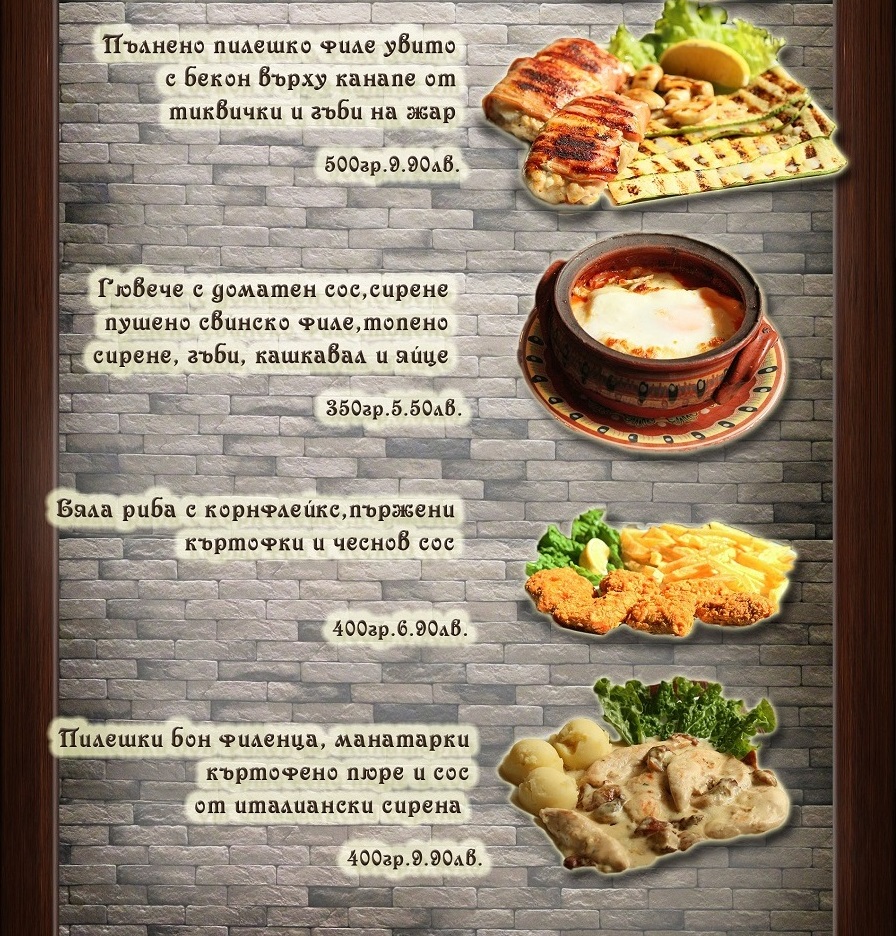 Пълнено пилешко филе увито
с бекон върху канапе от
тиквички и гъби на жар
500гр.9.90лв.
Гювече с доматен сос,сирене
пушено свинско филе,топено
сирене, гъби, кашкавал и яйце
350гр.5.50лв.
Бяла риба с корнфлейкс,пържени
картофки и чеснов сос
400гр.6.90лв.
Пилешки бон филенца, манатарки
картофено пюре и сос
от италиански сирена
400гр.9.90лв.